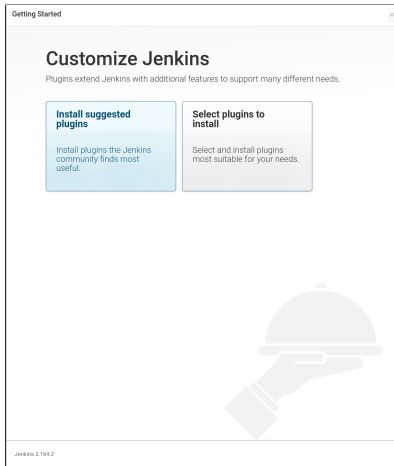 Getting Started
Customize Jenkins
Plugins extend Jenkins with additional features to support many different needs.
Install suggested
plugins
Install plugins the Jenkins
community finds most
useful.
Select plugins to
install
Select and install plugins
most suitable for your needs.
Jenkins 2.164.2